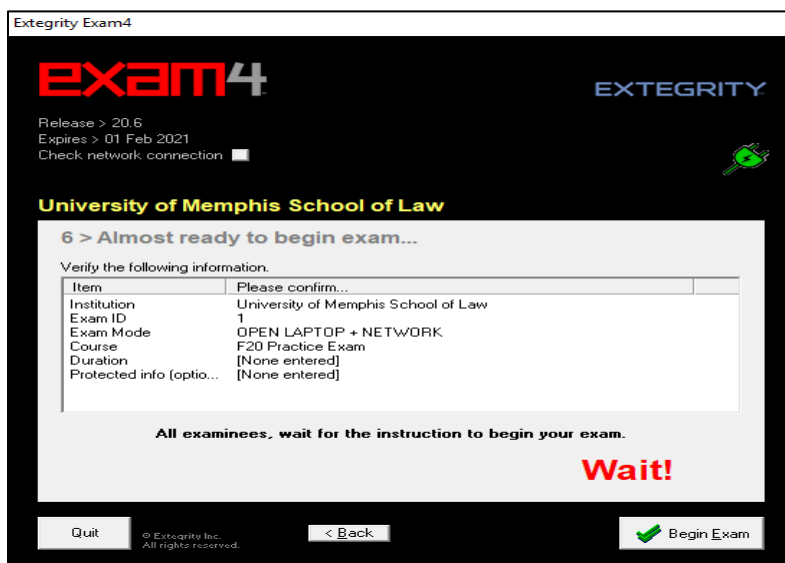 Extegrity Exam4
exam4
EXTEGRITY
Release > 20.6
Expires > 01 Feb 2021
Check network connection
University of Memphis School of Law
6 > Almost ready to begin exam...
Verify the following information.
Item Please confirm...
Institution University of Memphis School of Law
Exam ID 1
Exam Mode OPEN LAPTOP + NETWORK
Course F20 Practice Exam
Duration [None entered]
Protected info (optio... [None entered]
All examinees, wait for the instruction to begin your exam.
Wait!
Quit
© Extegrity Inc.
All rights reserved.
< Back
Begin Exam